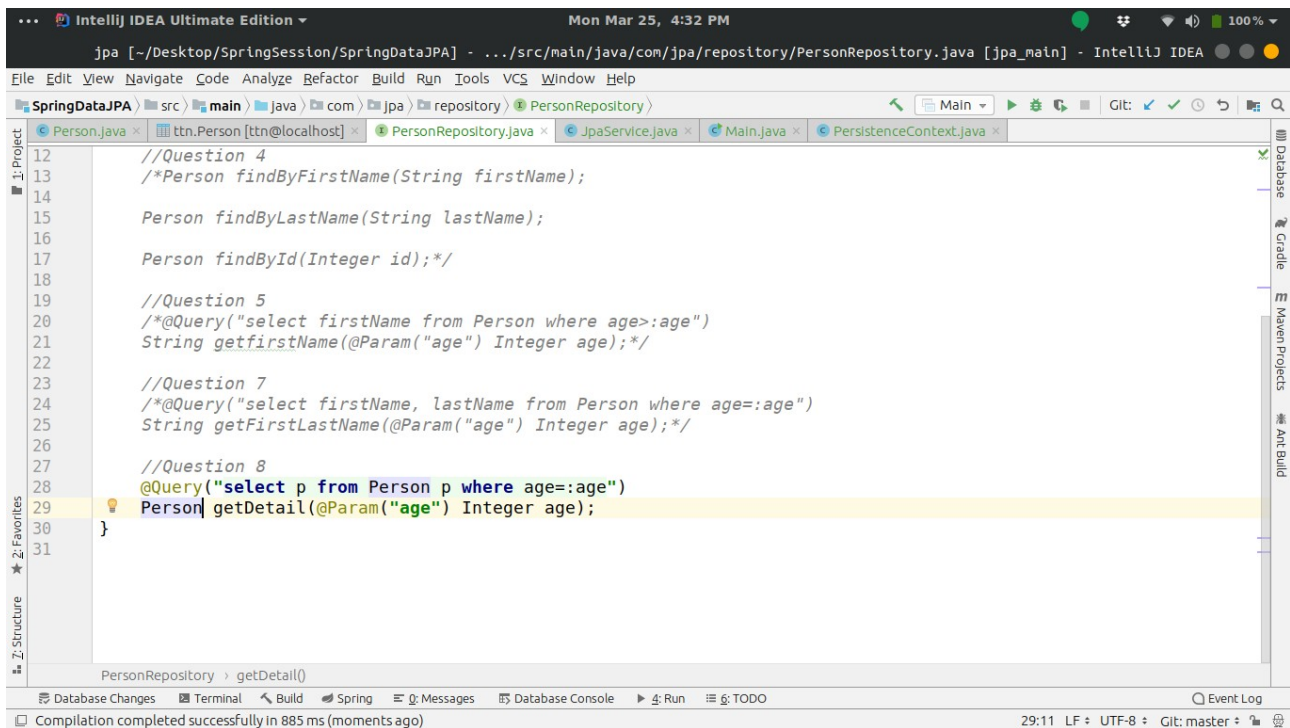 ... IntelliJ IDEA Ultimate Edition Mon Mar 25, 4:32 PM 100%
jpa [~/Desktop/SpringSession/SpringDataJPA] - .../src/main/java/com/jpa/repository/PersonRepository.java [jpa_main] - IntelliJ IDEA
File Edit View Navigate Code Analyze Refactor Build Run Tools VCS Window Help
SpringDataJPA src main java com jpa repository PersonRepository Main Git:
Person.java ttn.Person [ttn@localhost] PersonRepository.java JpaService.java Main.java PersistenceContext.java
1: Project
12 //Question 4
13 /*Person findByFirstName(String firstName);
14
15 Person findByLastName(String lastName);
16
17 Person findById(Integer id);*/
18
19 //Question 5
20 /*@Query("select firstName from Person where age>:age")
21 String getfirstName(@Param("age") Integer age);*/
22
23 //Question 7
24 /*@Query("select firstName, lastName from Person where age=:age")
25 String getFirstLastName(@Param("age") Integer age);*/
26
27 //Question 8
28 @Query("select p from Person p where age=:age")
29 Person getDetail(@Param("age") Integer age);
30 }
31
2: Favorites
7: Structure
Database
Gradle
m Maven Projects
Ant Build
PersonRepository > getDetail()
Database Changes Terminal Build Spring 0: Messages Database Console 4: Run 6: TODO Event Log
Compilation completed successfully in 885 ms (moments ago) 29:11 LF UTF-8 Git: master